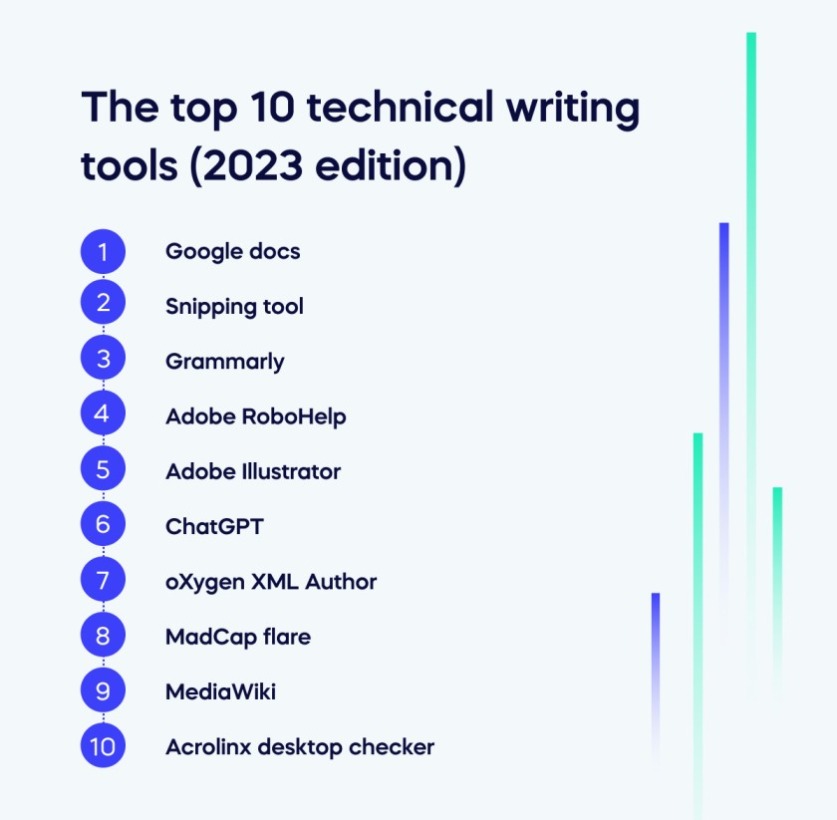 The top 10 technical writing
tools (2023 edition)
1 Google docs
2 Snipping tool
3 Grammarly
4 Adobe RoboHelp
5 Adobe Illustrator
6 ChatGPT
7 oXygen XML Author
8 MadCap flare
9 MediaWiki
10 Acrolinx desktop checker